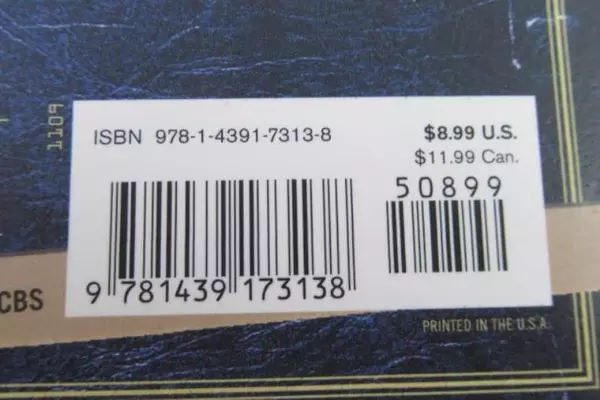 1109
ISBN 978-1-4391-7313-8
$8.99 U.S.
$11.99 Can.
50899
9 781439 173138
CBS
PRINTED IN THE U.S.A.